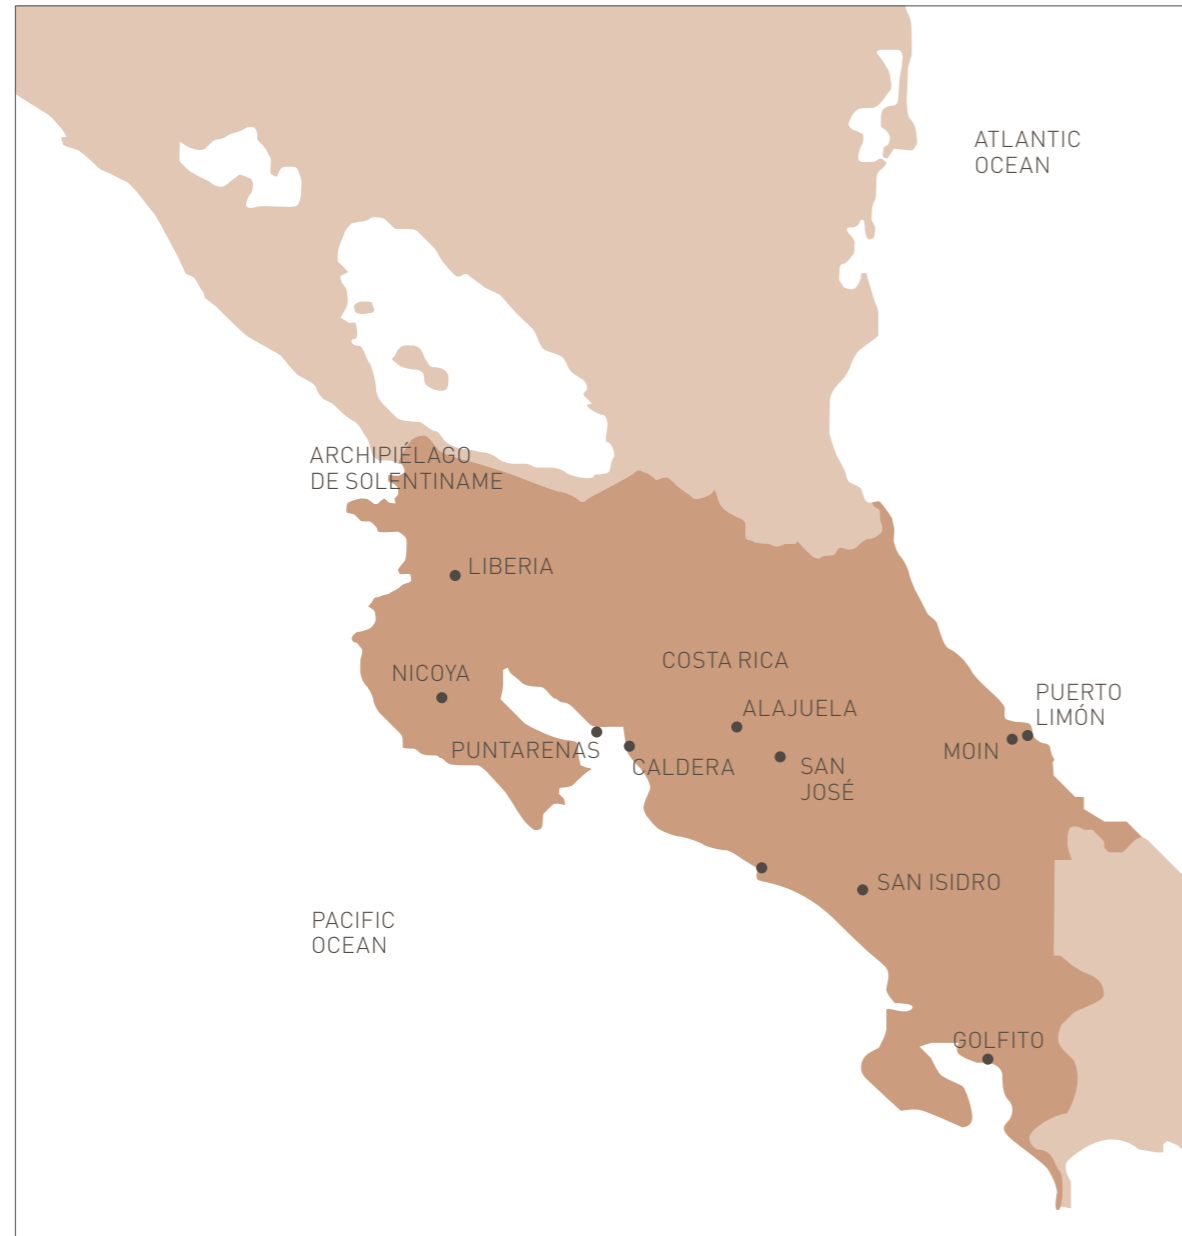 ATLANTIC
OCEAN
ARCHIPIÉLAGO
DE SOLENTINAME
LIBERIA
COSTA RICA
NICOYA
PUERTO
LIMÓN
ALAJUELA
PUNTARENAS
MOIN
CALDERA
SAN
JOSÉ
SAN ISIDRO
PACIFIC
OCEAN
GOLFITO